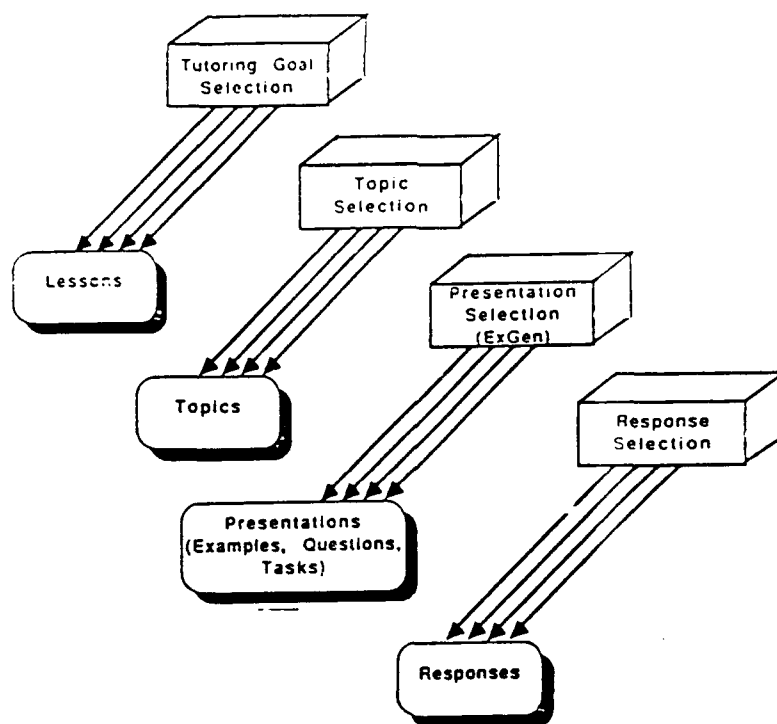 Tutoring Goal
Selection
Topic
Selection
Lessons
Presentation
Selection
(ExGen)
Topics
Response
Selection
Presentations
(Examples, Questions,
Tasks)
Responses